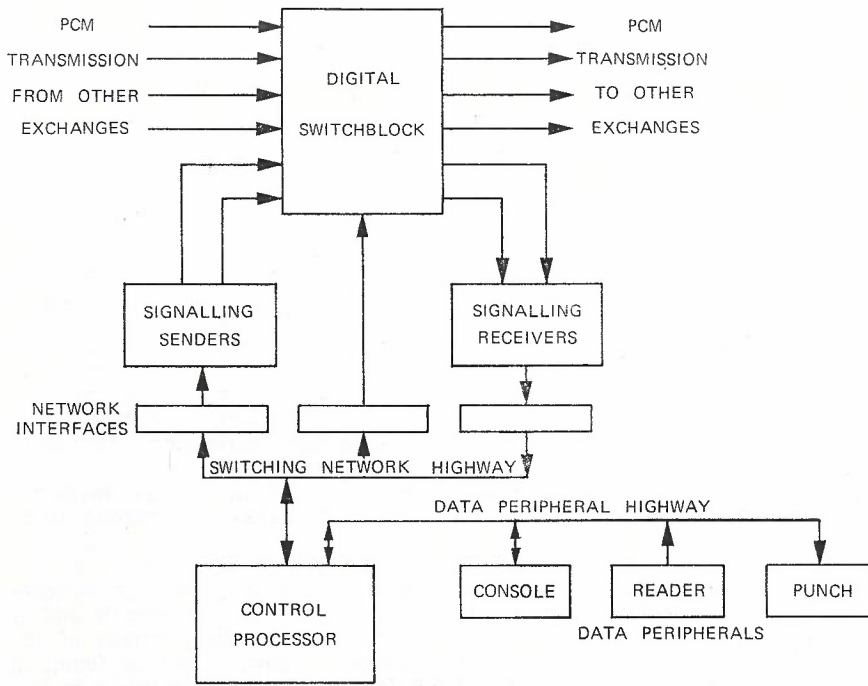 PCM
TRANSMISSION
FROM OTHER
EXCHANGES
DIGITAL
SWITCHBLOCK
PCM
TRANSMISSION
TO OTHER
EXCHANGES
SIGNALLING
SENDERS
SIGNALLING
RECEIVERS
NETWORK
INTERFACES
SWITCHING NETWORK HIGHWAY
DATA PERIPHERAL HIGHWAY
CONTROL
PROCESSOR
CONSOLE
READER
PUNCH
DATA PERIPHERALS